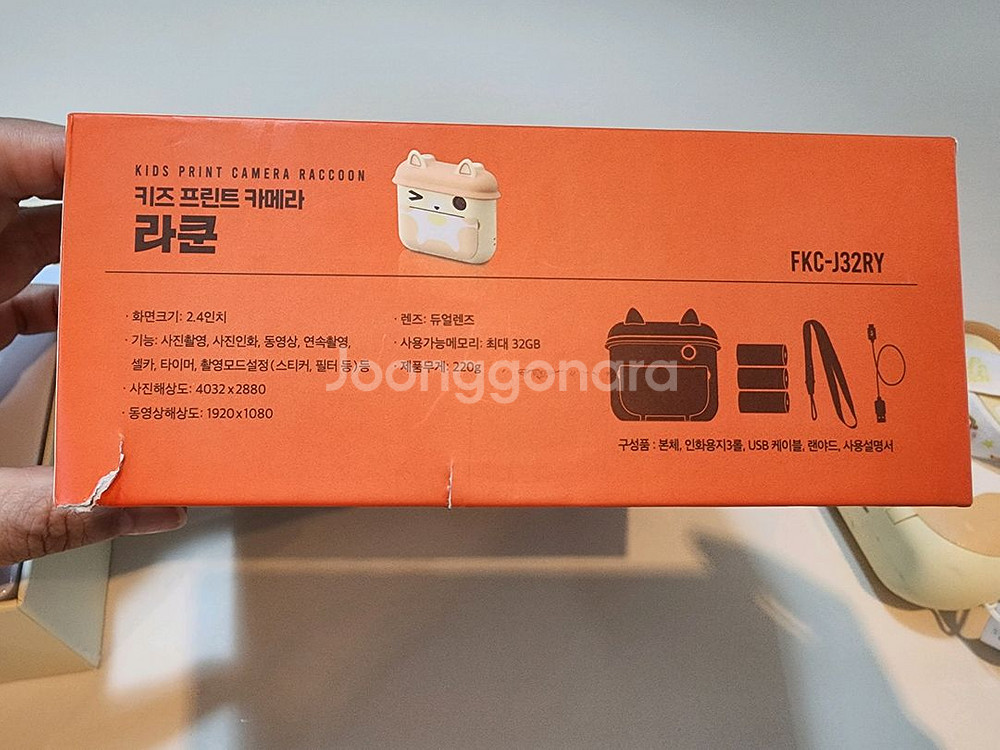 KIDS PRINT CAMERA RACCOON
키즈 프린트 카메라
라쿤
FKC-J32RY
· 화면크기: 2.4인치
· 기능: 사진촬영, 사진인화, 동영상, 연속촬영,
셀카, 타이머, 촬영모드설정(스티커, 필터 등)등
· 사진해상도: 4032x2880
· 동영상해상도: 1920x1080
· 렌즈: 듀얼렌즈
· 사용가능메모리: 최대 32GB
· 제품무게: 220g
Joonggonara
구성품 : 본체, 인화용지3롤, USB 케이블, 랜야드, 사용설명서